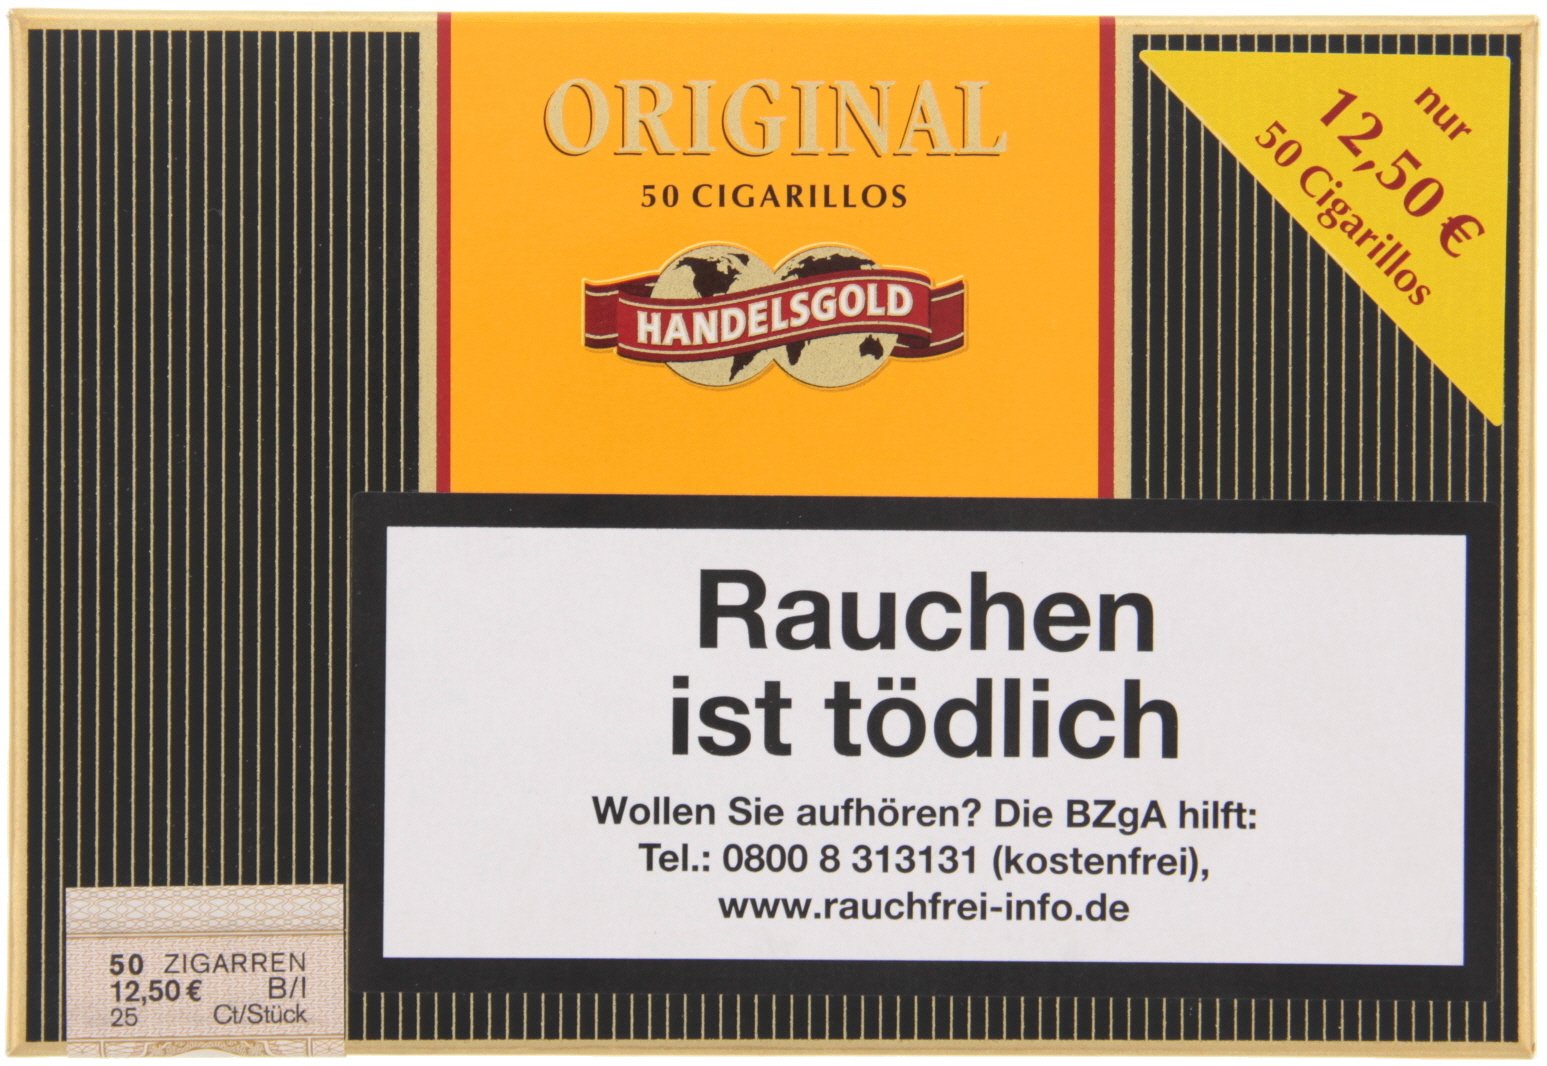 ORIGINAL
50 CIGARILLOS
HANDELSGOLD
nur
12,50 €
50 Cigarillos
Rauchen
ist tödlich
Wollen Sie aufhören? Die BZgA hilft:
Tel.: 0800 8 313131 (kostenfrei),
www.rauchfrei-info.de
50 ZIGARREN
12,50 € B/I
25 Ct/Stück